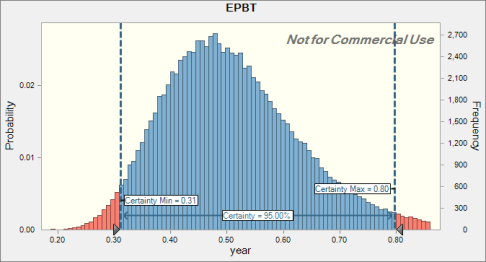 EPBT
Not for Commercial Use
Probability
0.02
0.01
0.00
2,700
2,400
2,100
1,800
1,500
1,200
900
600
300
0
Frequency
Certainty Min = 0.31
Certainty Max = 0.80
Certainty = 95.00%
0.20 0.30 0.40 0.50 0.60 0.70 0.80
year